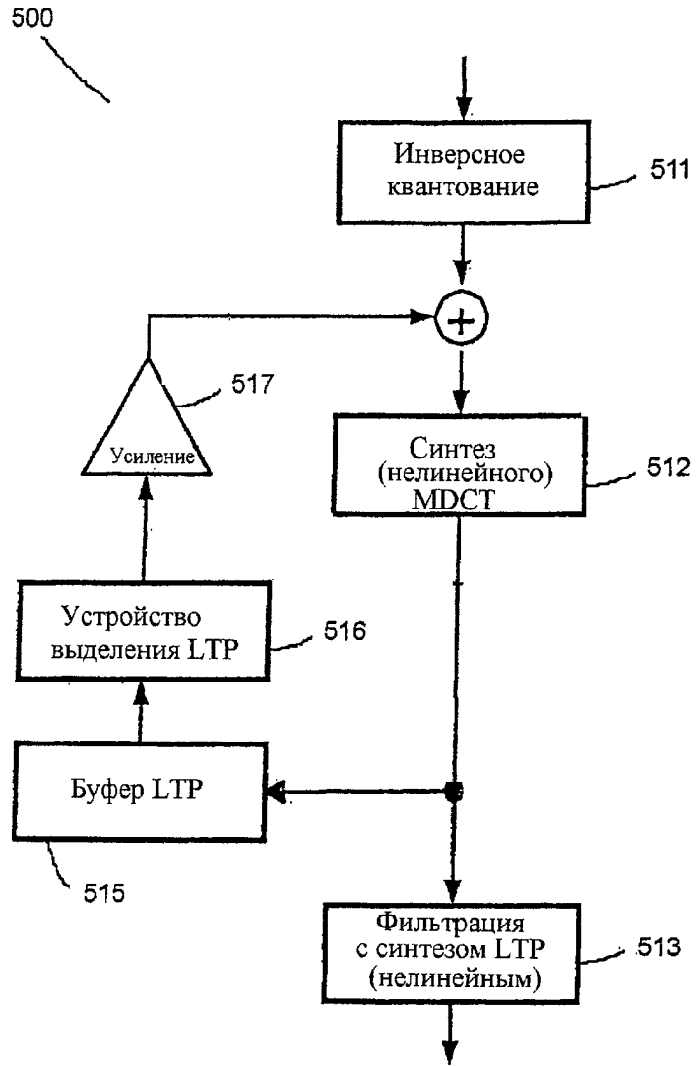 500
Инверсное
квантование
511
+
517
Усиление
Синтез
(нелинейного)
MDCT
512
Устройство
выделения LTP
516
Буфер LTP
515
Фильтрация
с синтезом LTP
(нелинейным)
513